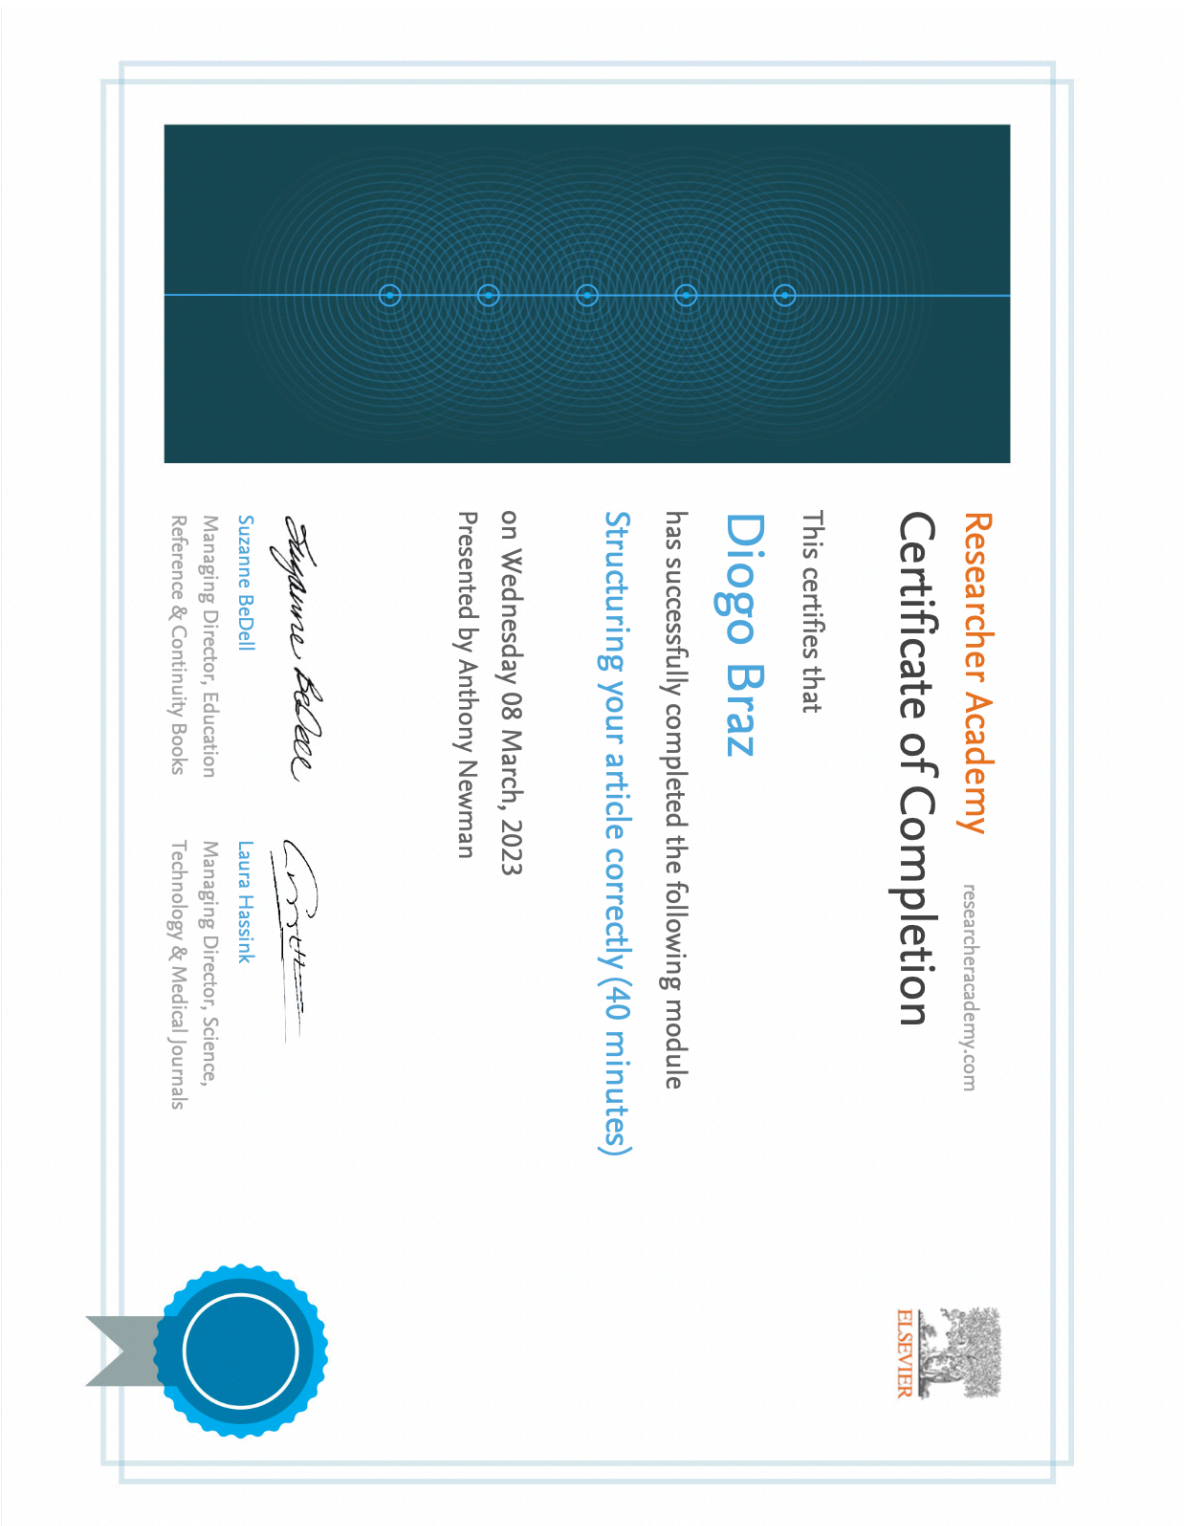 Researcher Academy researcheracademy.com
Certificate of Completion
This certifies that
Diogo Braz
has successfully completed the following module
Structuring your article correctly (40 minutes)
on Wednesday 08 March, 2023
Presented by Anthony Newman
Suzanne BeDell
Suzanne BeDell
Managing Director, Education
Reference & Continuity Books
Laura Hassink
Managing Director, Science,
Technology & Medical Journals
ELSEVIER